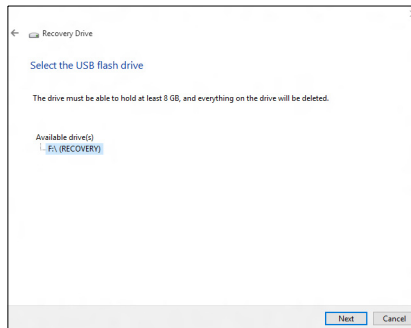 Recovery Drive
Select the USB flash drive
The drive must be able to hold at least 8 GB, and everything on the drive will be deleted.
Available drive(s)
F:\ (RECOVERY)
Next Cancel